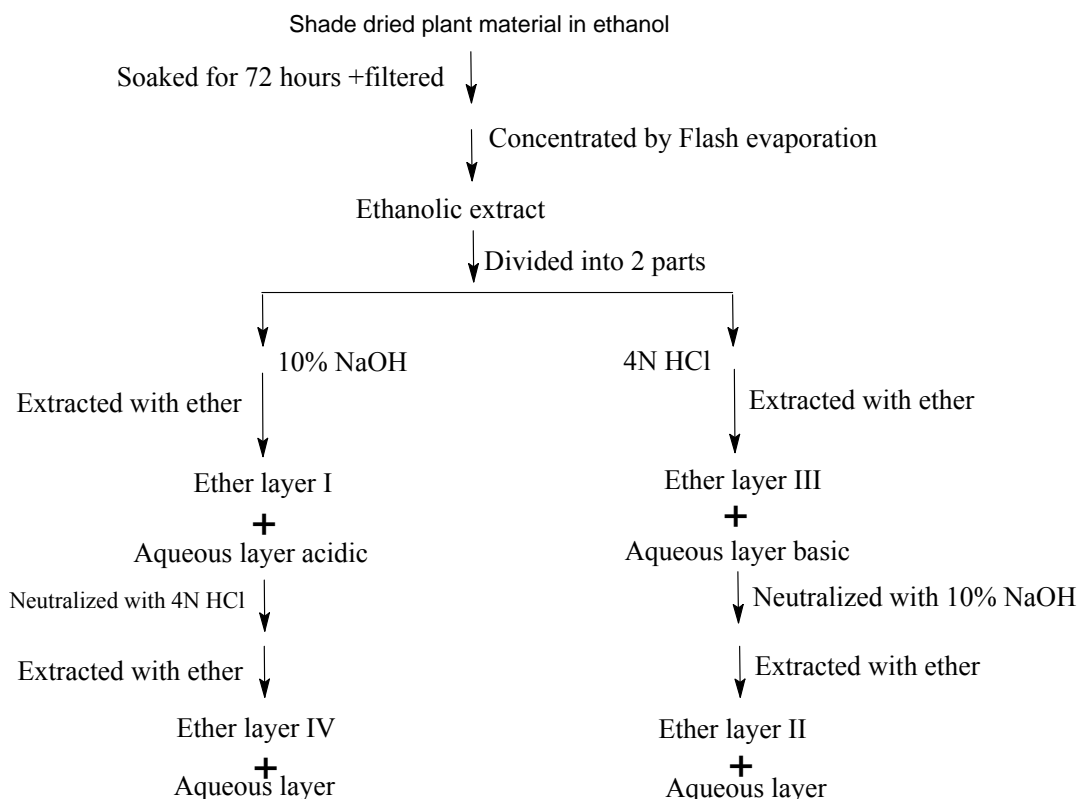 Shade dried plant material in ethanol
Soaked for 72 hours +filtered
Concentrated by Flash evaporation
Ethanolic extract
Divided into 2 parts
10% NaOH
4N HCl
Extracted with ether
Extracted with ether
Ether layer I
Ether layer III
+
+
Aqueous layer acidic
Aqueous layer basic
Neutralized with 4N HCl
Neutralized with 10% NaOH
Extracted with ether
Extracted with ether
Ether layer IV
Ether layer II
+
+
Aqueous layer
Aqueous layer